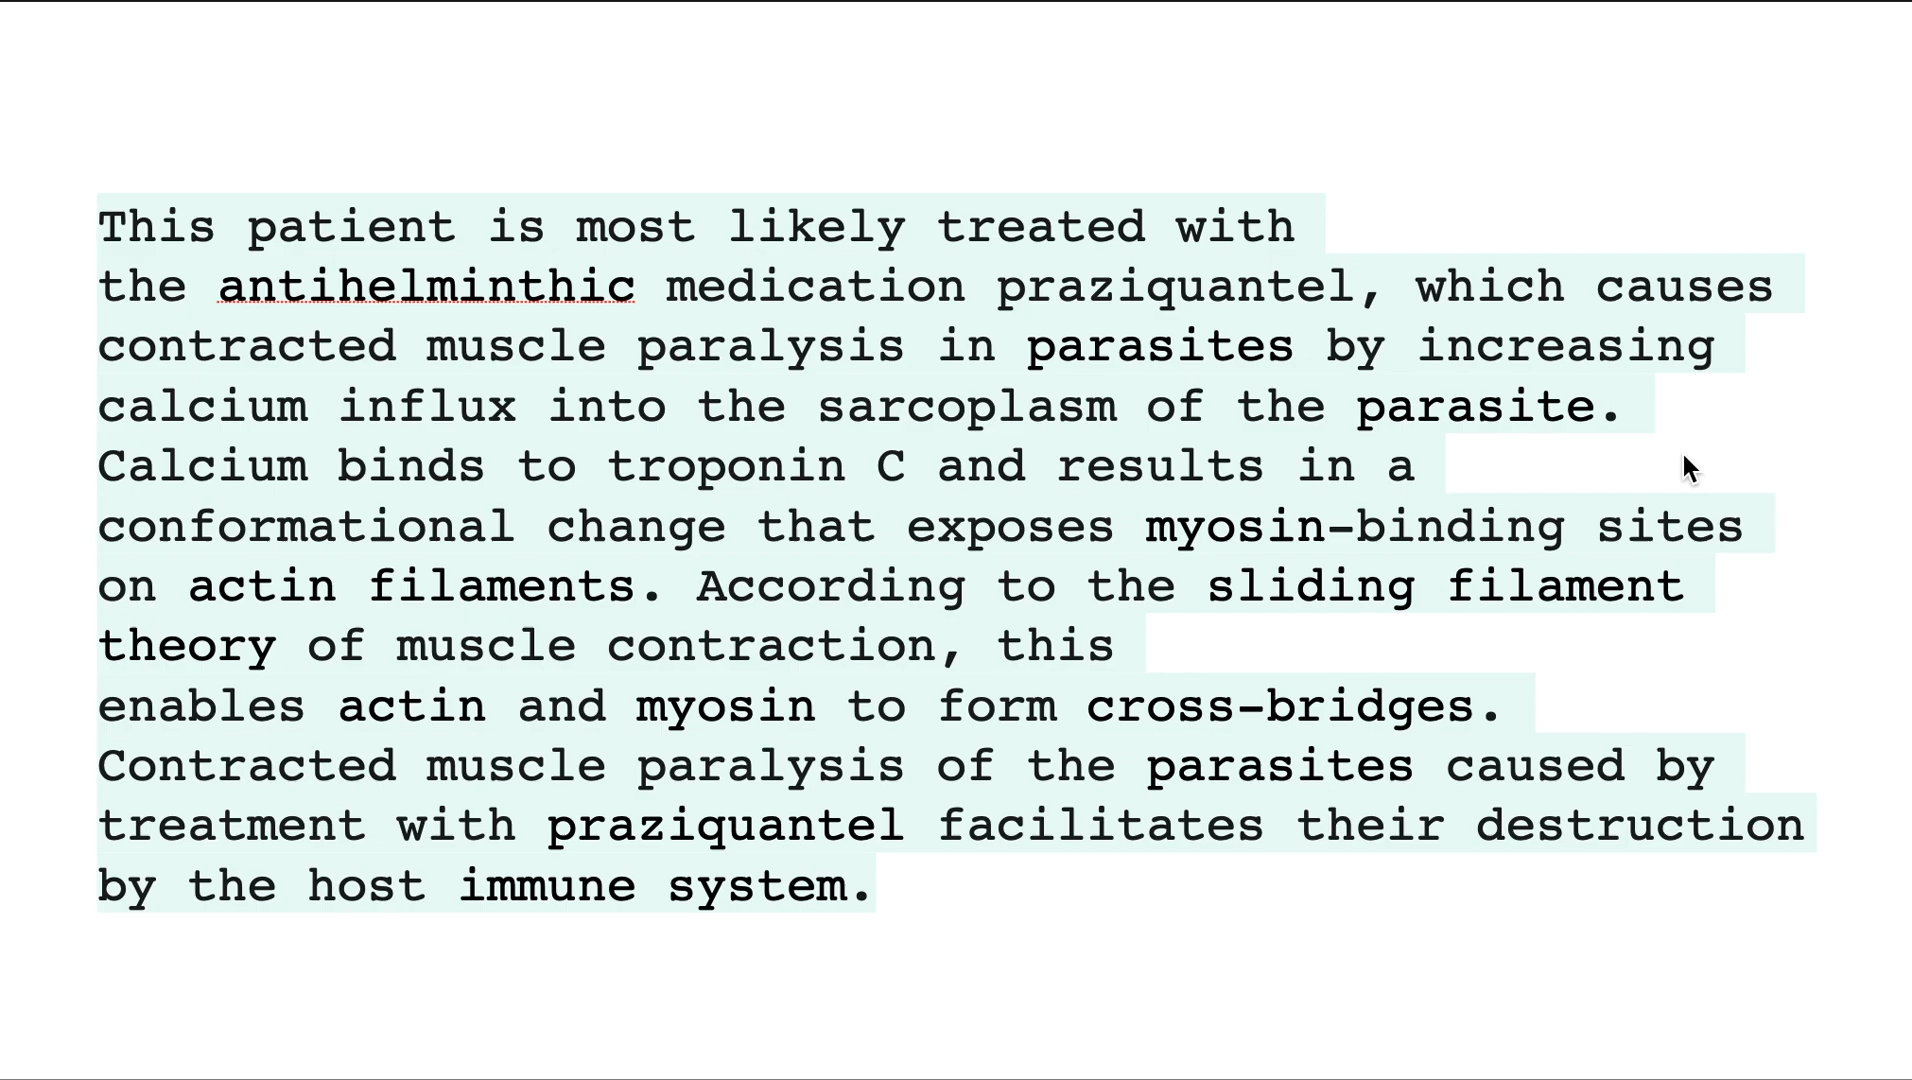 This patient is most likely treated with
the antihelminthic medication praziquantel, which causes
contracted muscle paralysis in parasites by increasing
calcium influx into the sarcoplasm of the parasite.
Calcium binds to troponin C and results in a
conformational change that exposes myosin-binding sites
on actin filaments. According to the sliding filament
theory of muscle contraction, this
enables actin and myosin to form cross-bridges.
Contracted muscle paralysis of the parasites caused by
treatment with praziquantel facilitates their destruction
by the host immune system.